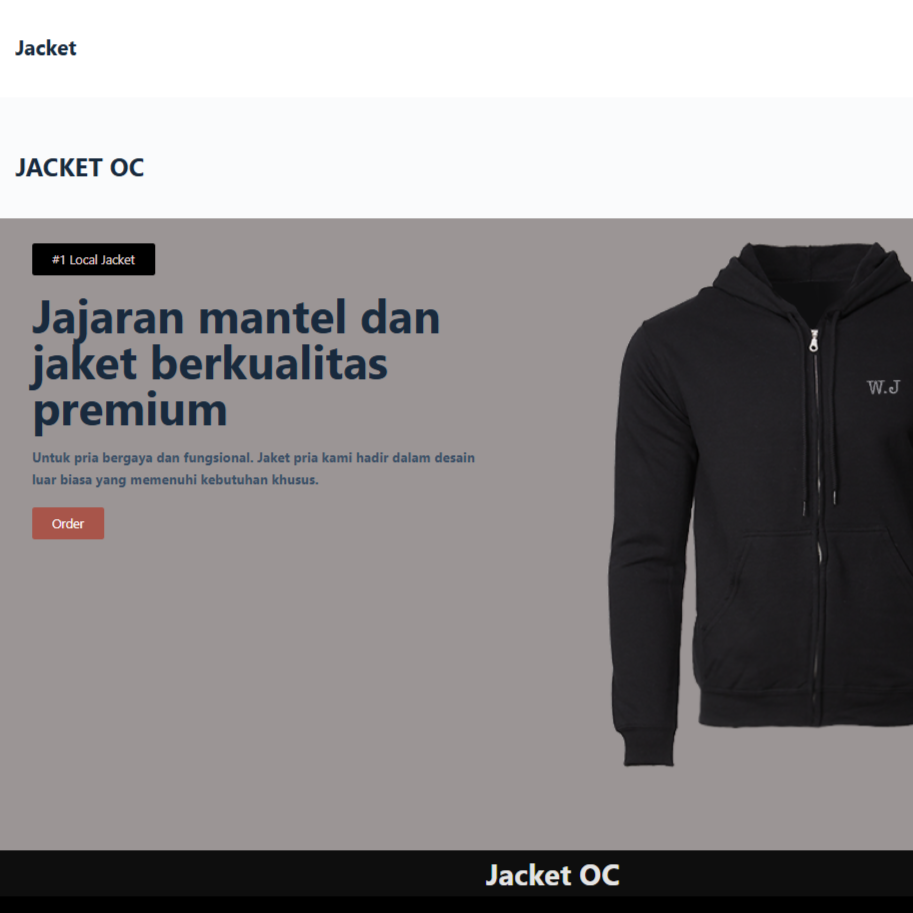 Jacket
JACKET OC
#1 Local Jacket
Jajaran mantel dan
jaket berkualitas
premium
Untuk pria bergaya dan fungsional. Jaket pria kami hadir dalam desain
luar biasa yang memenuhi kebutuhan khusus.
Order
W.J
Jacket OC